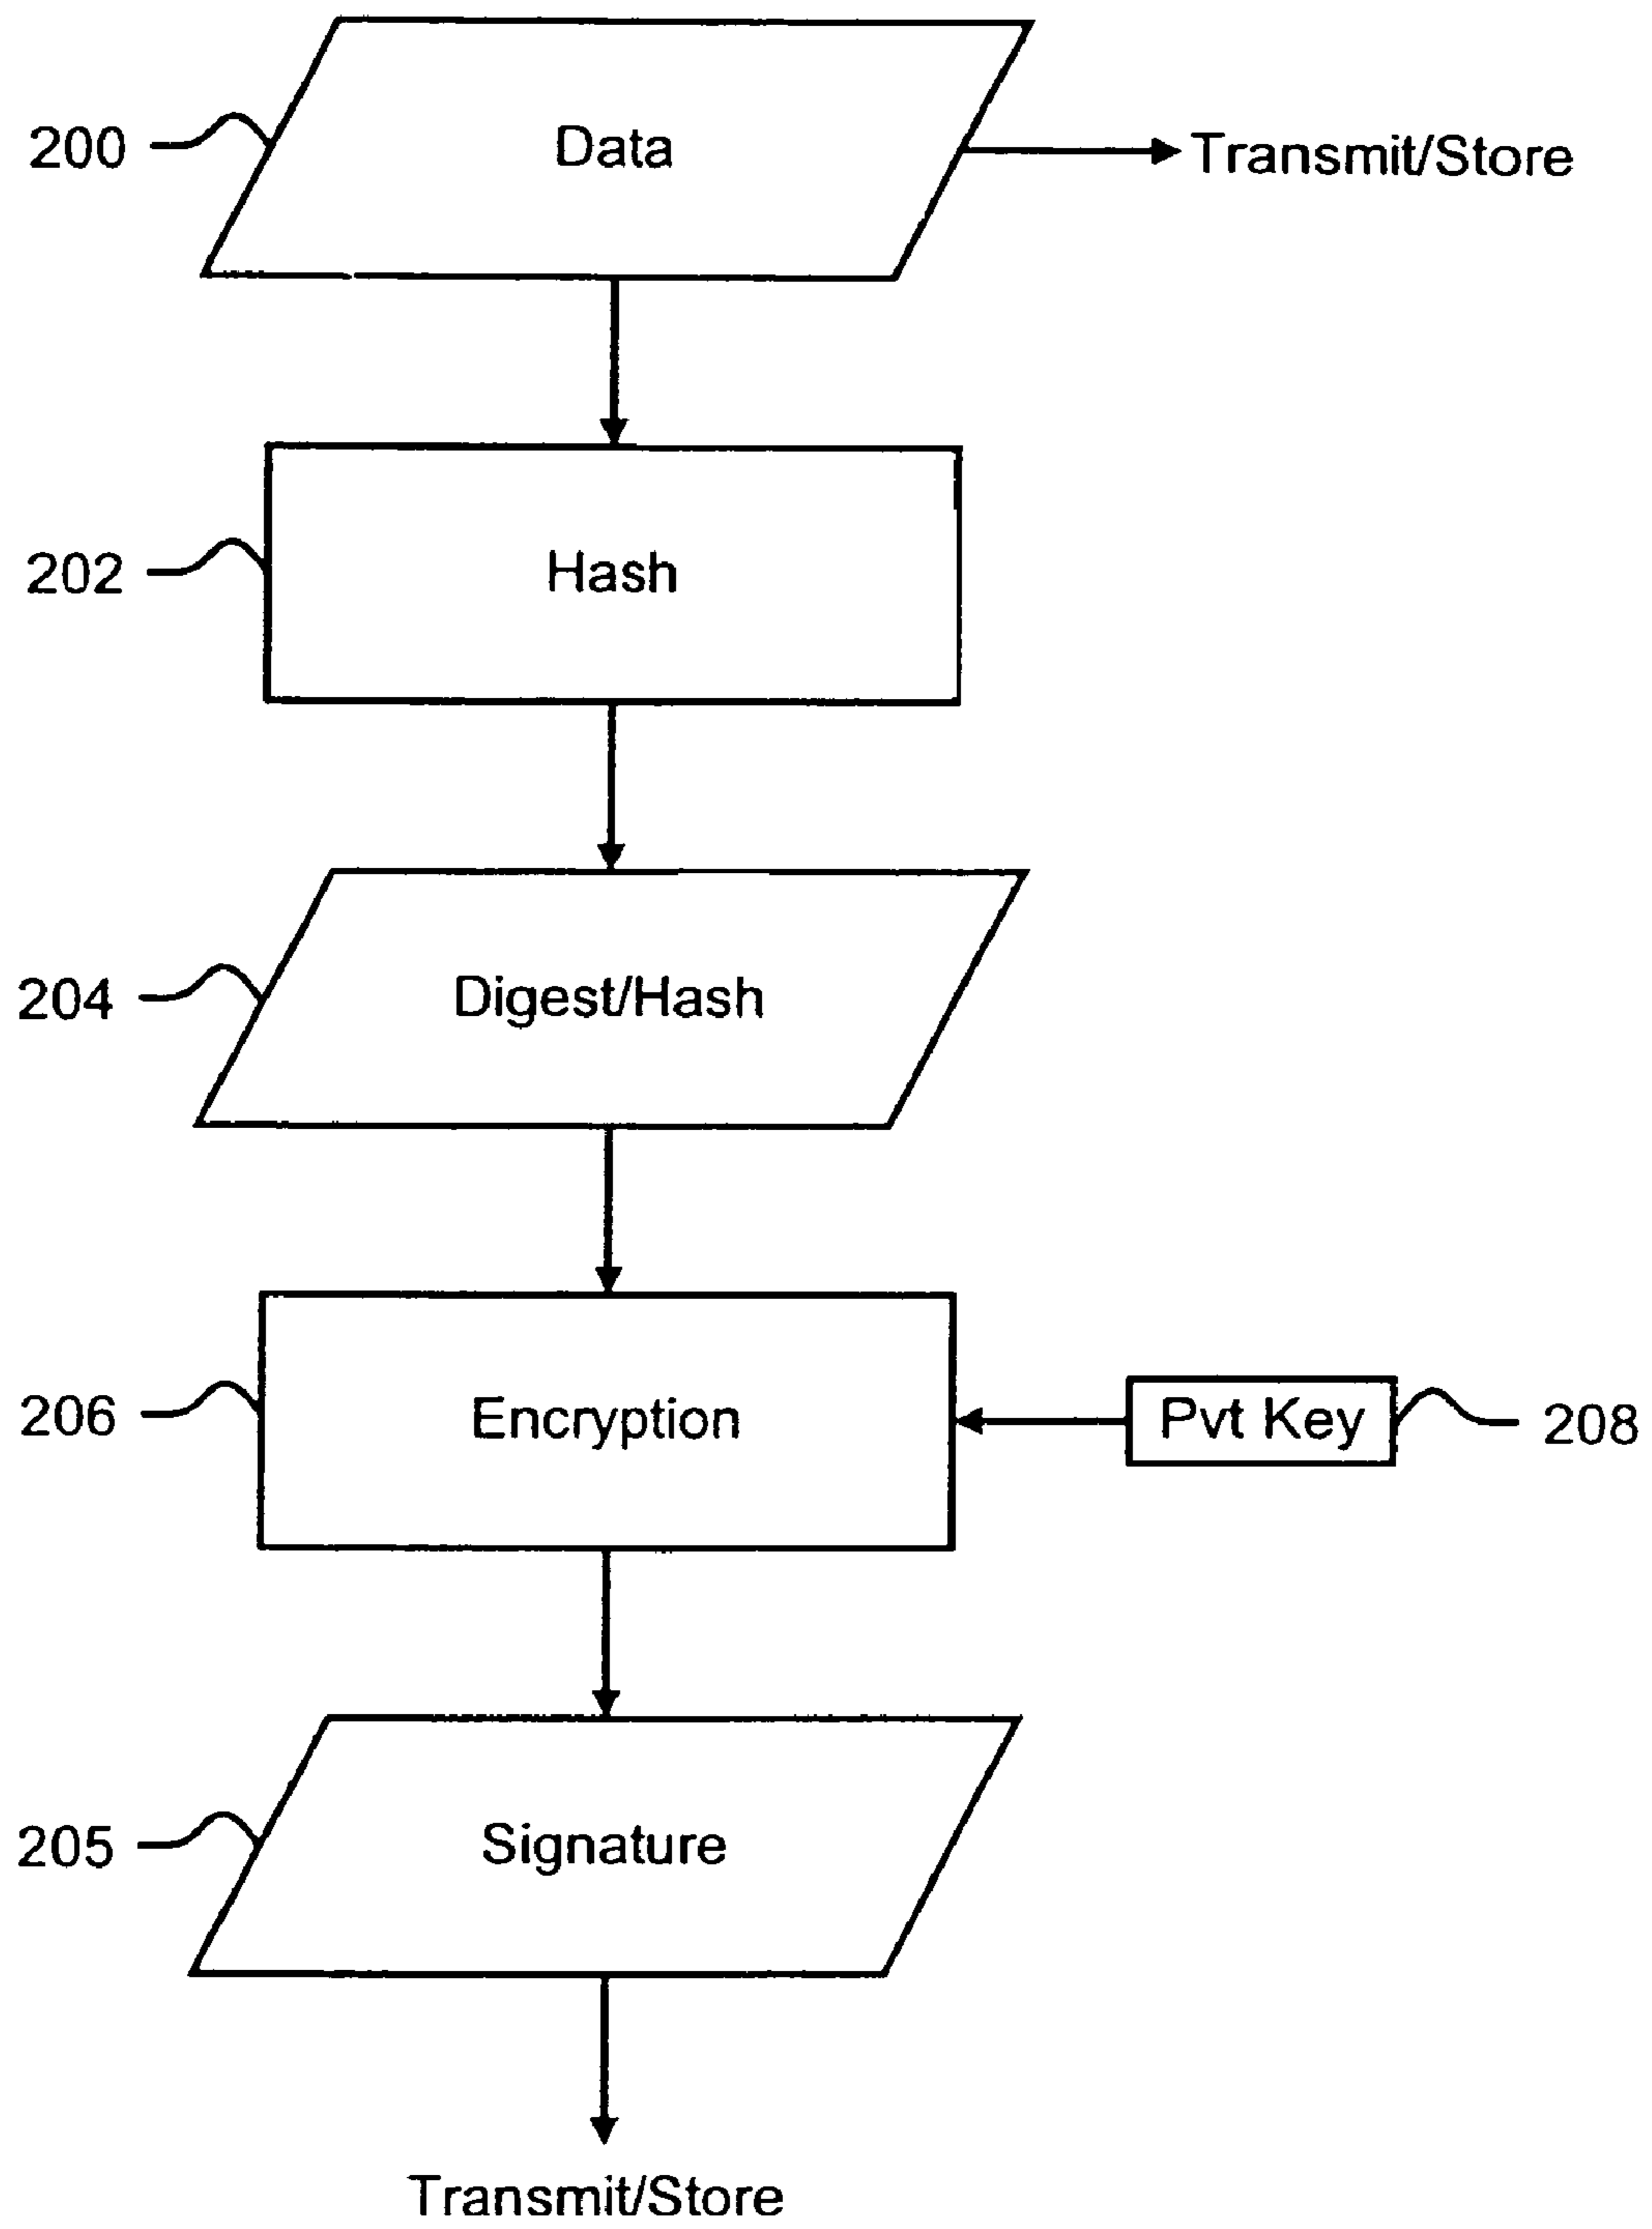 200
Data
Transmit/Store
202
Hash
204
Digest/Hash
206
Encryption
Pvt Key
208
205
Signature
Transmit/Store